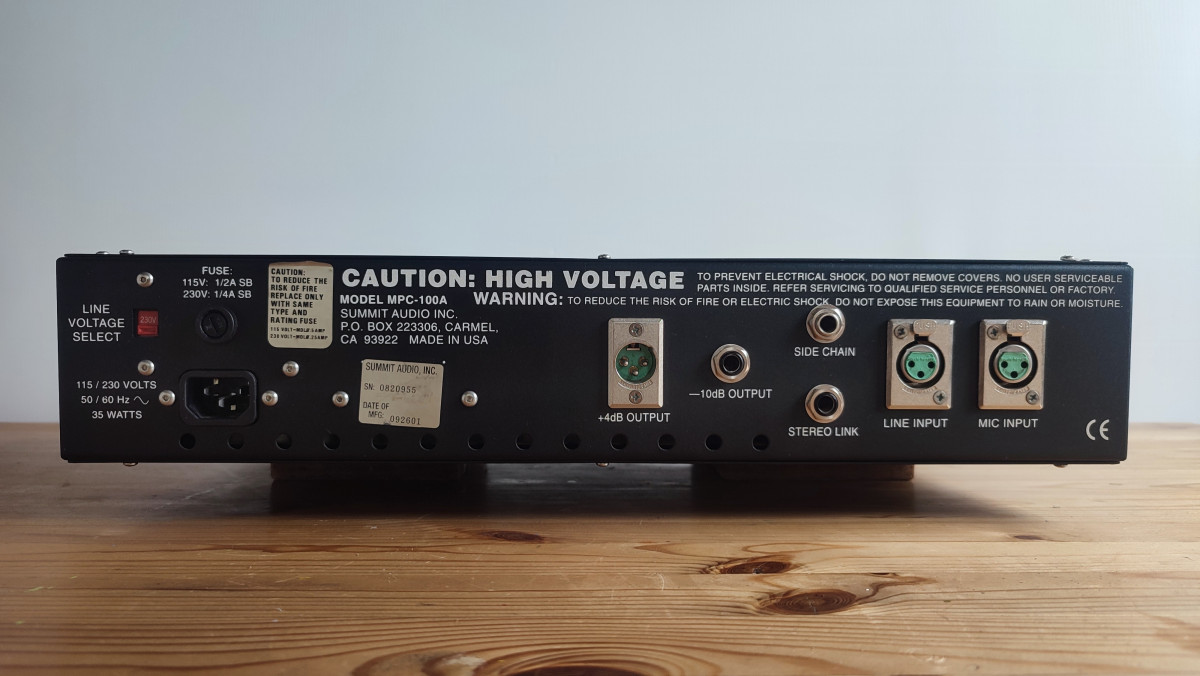 LINE
VOLTAGE
SELECT
230V
115 / 230 VOLTS
50 / 60 Hz
35 WATTS
FUSE:
115V: 1/2A SB
230V: 1/4A SB
CAUTION:
TO REDUCE THE
RISK OF FIRE
REPLACE ONLY
WITH SAME
TYPE AND
RATING FUSE
CAUTION: HIGH VOLTAGE
TO PREVENT ELECTRICAL SHOCK, DO NOT REMOVE COVERS. NO USER SERVICEABLE
PARTS INSIDE. REFER SERVICING TO QUALIFIED SERVICE PERSONNEL OR FACTORY.
WARNING: TO REDUCE THE RISK OF FIRE OR ELECTRIC SHOCK, DO NOT EXPOSE THIS EQUIPMENT TO RAIN OR MOISTURE.
MODEL MPC-100A
SUMMIT AUDIO INC.
P.O. BOX 223306, CARMEL,
CA 93922 MADE IN USA
SUMMIT AUDIO, INC.
SN: 0820955
DATE OF
MFG: 092601
+4dB OUTPUT
—10dB OUTPUT
SIDE CHAIN
STEREO LINK
LINE INPUT
MIC INPUT
CE